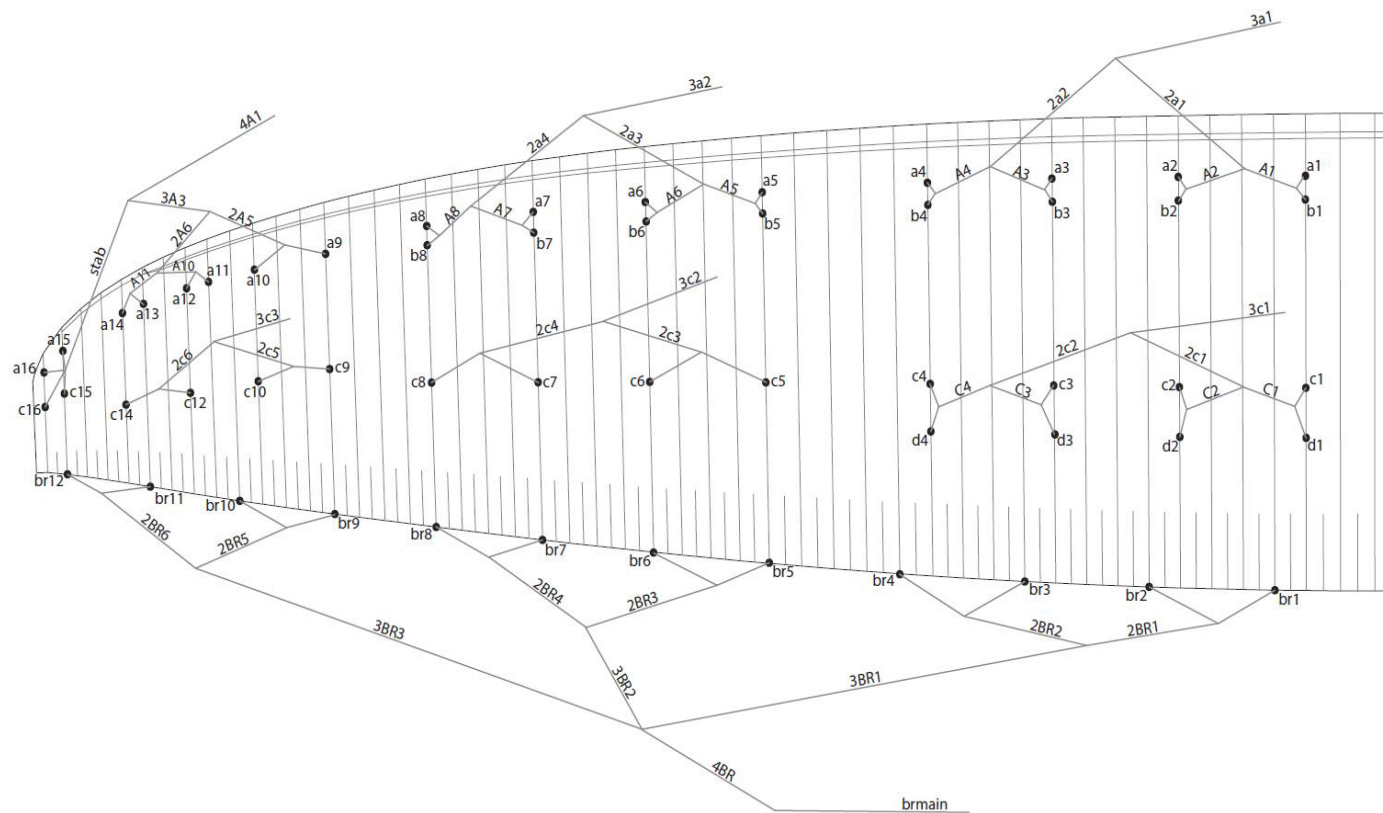 3a1
3a2
2a2
2a1
4A1
2a4
2a3
a4
A4
A3
a3
a2
A2
A1
a1
b4
b3
b2
b1
3A3
2A5
a6
A6
A5
a5
b6
b5
a8
A8
A7
a7
b8
b7
2A6
a9
stab
a10
A11
A10
a11
a12
a13
a14
3c2
3c3
3c1
a15
2c4
2c3
2c2
2c1
a16
2c6
2c5
c9
c16
c15
c14
c12
c10
c8
c7
c6
c5
c4
C4
C3
c3
c2
C2
C1
c1
d4
d3
d2
d1
br12
br11
br10
br9
br8
br7
br6
br5
br4
br3
br2
br1
2BR6
2BR5
2BR4
2BR3
2BR2
2BR1
3BR3
3BR2
3BR1
4BR
brmain